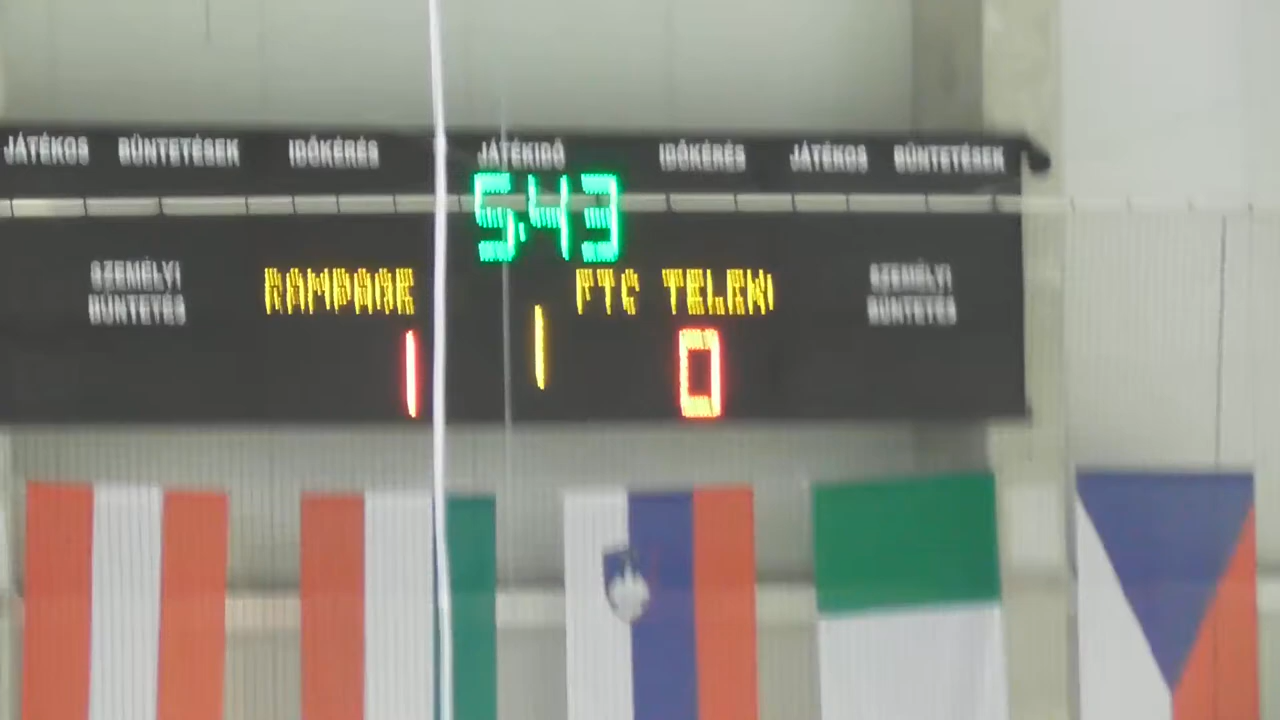 JÁTÉKOS BÜNTETÉSEK IDŐKÉRÉS JÁTÉKIDŐ IDŐKÉRÉS JÁTÉKOS BÜNTETÉSEK
5:43
SZEMÉLYI BÜNTETÉS
RAMPAGE
FTC TELEKI
SZEMÉLYI BÜNTETÉS
1
1
0